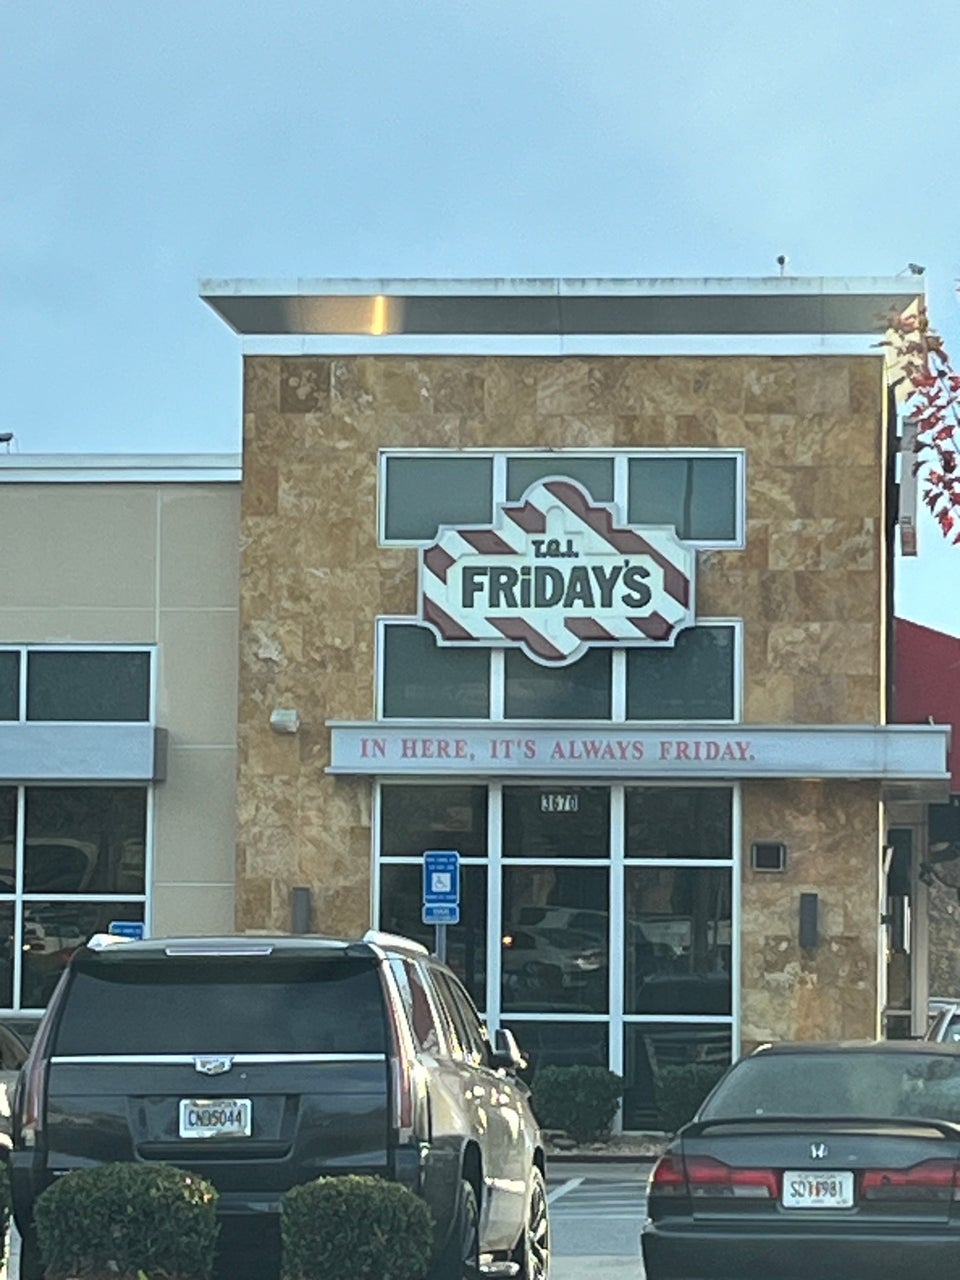 T.G.I.
FRiDAY'S
IN HERE, IT'S ALWAYS FRIDAY.
3670
CND5044